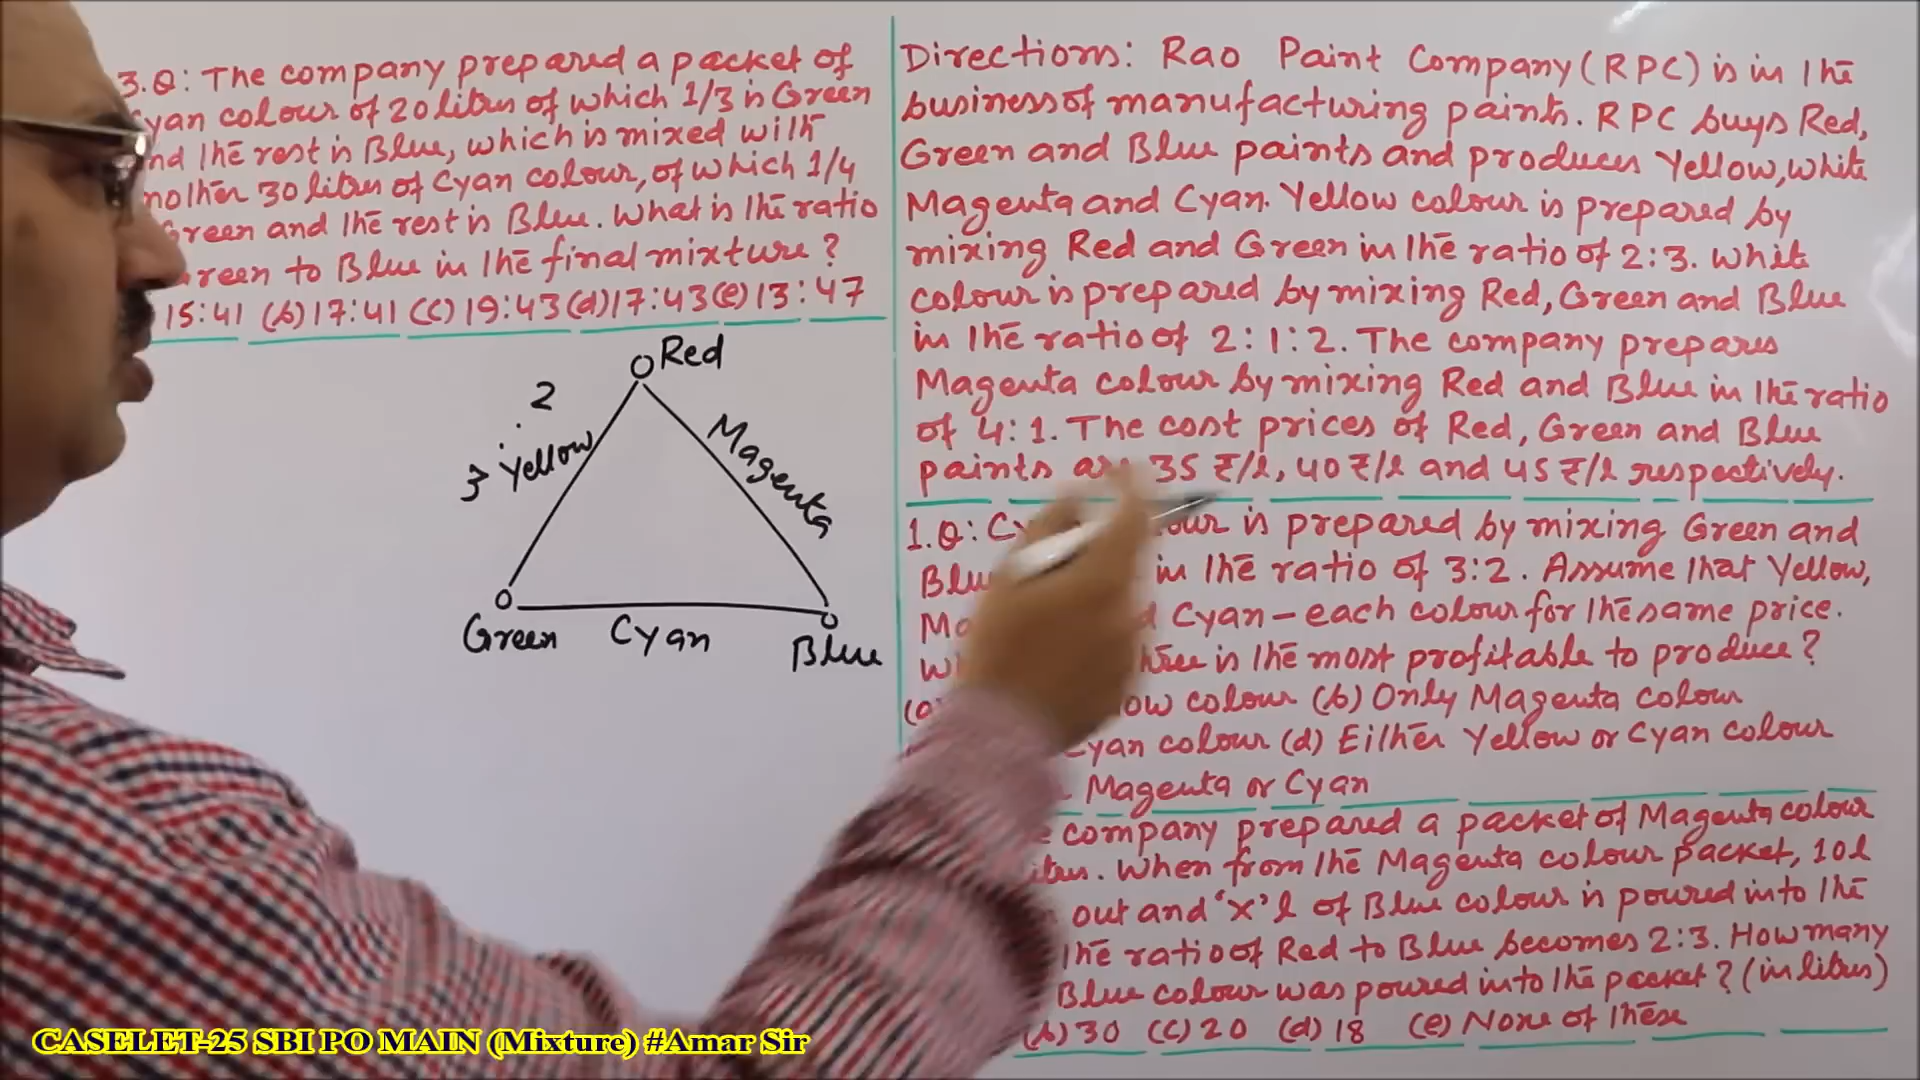 3.Q: The company prepared a packet of
yan colour of 20 litres of which 1/3 is Green
nd the rest is Blue, which is mixed with
nother 30 litres of Cyan colour, of which 1/4
Green and the rest is Blue. What is the ratio
reen to Blue in the final mixture?
15:41 (b) 17:41 (c) 19:43 (d) 17:43 (e) 13:47
Red
2
:
3
Yellow
Magenta
Green
Cyan
Blue
Directions: Rao Paint Company (RPC) is in the
business of manufacturing paints. RPC buys Red,
Green and Blue paints and produces Yellow, White
Magenta and Cyan. Yellow colour is prepared by
mixing Red and Green in the ratio of 2:3. White
colour is prepared by mixing Red, Green and Blue
in the ratio of 2:1:2. The company prepares
Magenta colour by mixing Red and Blue in the ratio
of 4:1. The cost prices of Red, Green and Blue
paints are 35 ₹/l, 40 ₹/l and 45 ₹/l respectively.
1.Q: Cy our is prepared by mixing Green and
Blu in the ratio of 3:2. Assume that Yellow,
Ma Cyan - each colour for the same price.
is the most profitable to produce?
ow colour (b) Only Magenta colour
Cyan colour (d) Either Yellow or Cyan colour
Magenta or Cyan
company prepared a packet of Magenta colour
. When from the Magenta colour packet, 10 l
out and 'x' l of Blue colour is poured into the
the ratio of Red to Blue becomes 2:3. How many
Blue colour was poured into the packet? (in litres)
(b) 30 (c) 20 (d) 18 (e) None of these
CASELET-25 SBI PO MAIN (Mixture) #Amar Sir